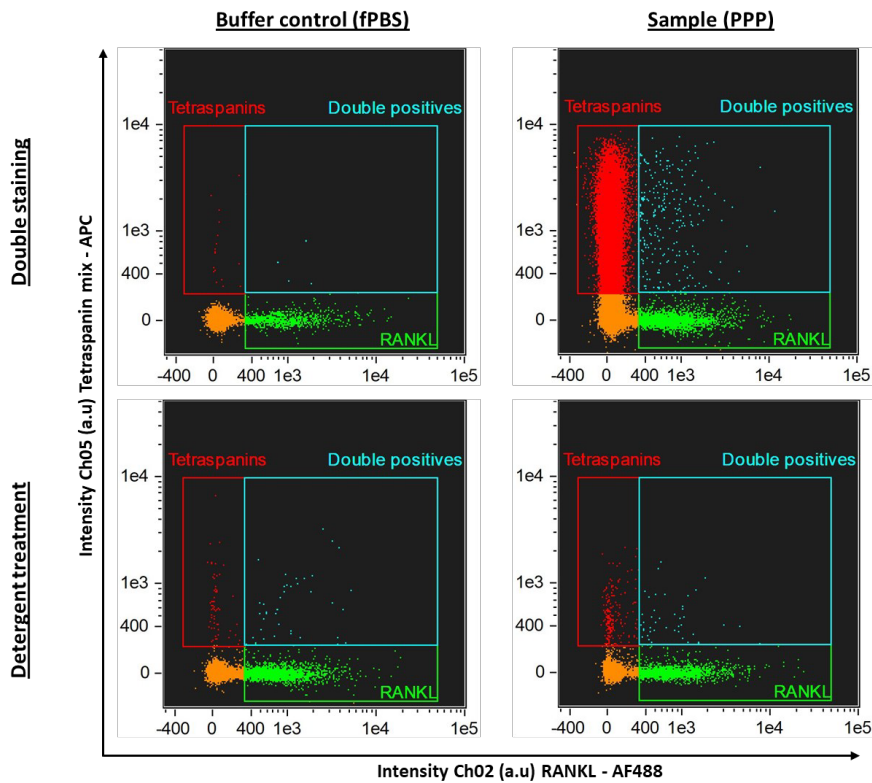 Buffer control (fPBS)
Sample (PPP)
Double staining
Detergent treatment
Intensity Ch05 (a.u) Tetraspanin mix - APC
Tetraspanins
Double positives
RANKL
1e4
1e3
400
0
-400 0 400 1e3 1e4 1e5
Tetraspanins
Double positives
RANKL
1e4
1e3
400
0
-400 0 400 1e3 1e4 1e5
Tetraspanins
Double positives
RANKL
1e4
1e3
400
0
-400 0 400 1e3 1e4 1e5
Tetraspanins
Double positives
RANKL
1e4
1e3
400
0
-400 0 400 1e3 1e4 1e5
Intensity Ch02 (a.u) RANKL - AF488